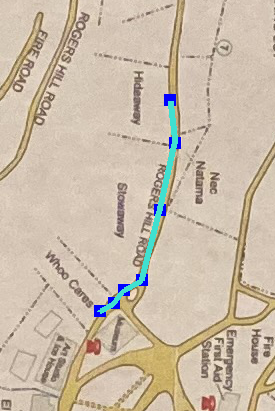 FIRE ROAD
ROGERS HILL ROAD
7
Hideaway
Nec
Natama
ROGERS HILL ROAD
Stowaway
Whoo Cares
Museum
Fire
House
Emergency
First Aid
Station